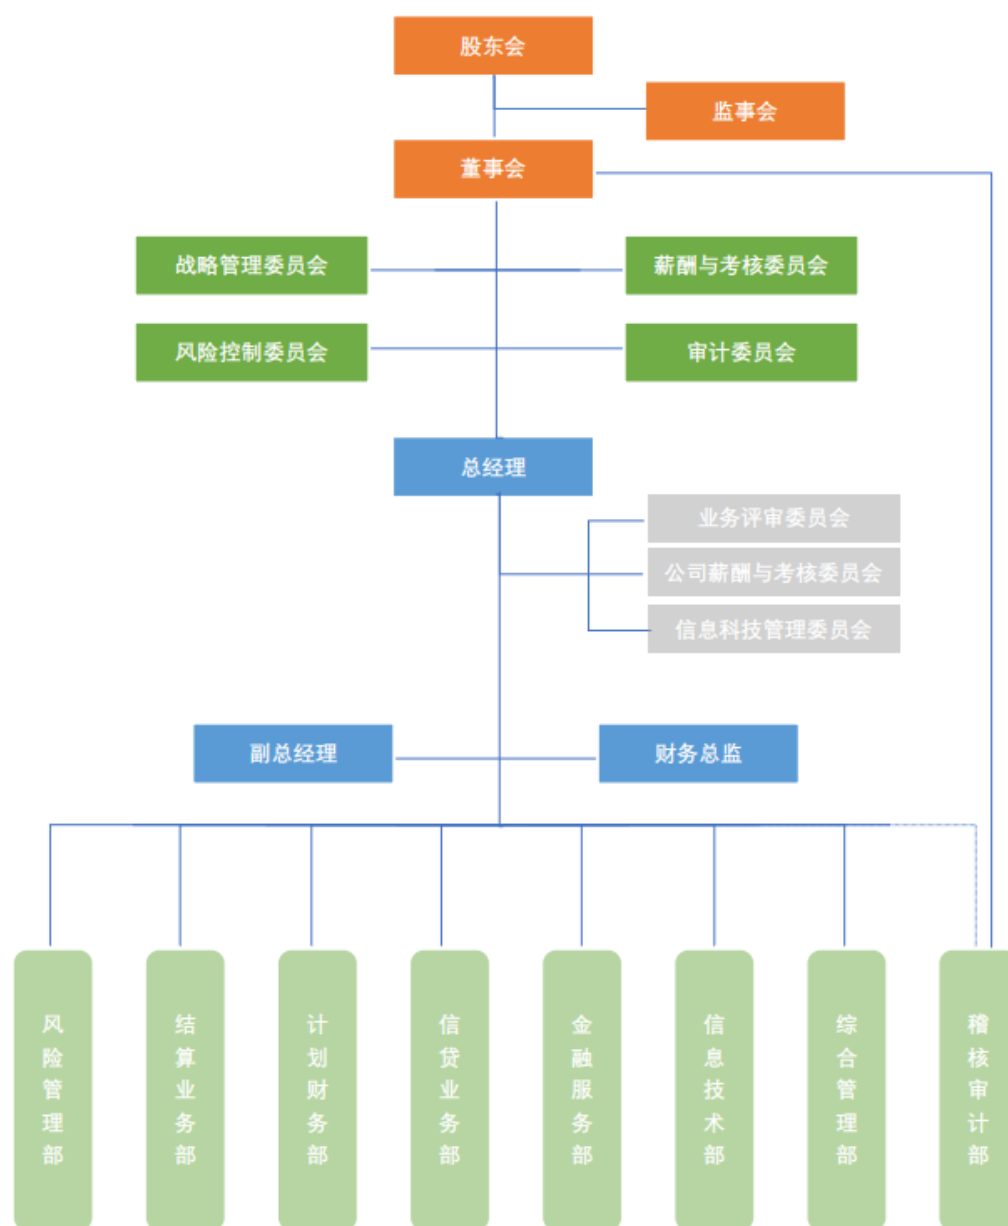 股东会
监事会
董事会
战略管理委员会
薪酬与考核委员会
风险控制委员会
审计委员会
总经理
业务评审委员会
公司薪酬与考核委员会
信息科技管理委员会
副总经理
财务总监
风险管理部
结算业务部
计划财务部
信贷业务部
金融服务部
信息技术部
综合管理部
稽核审计部